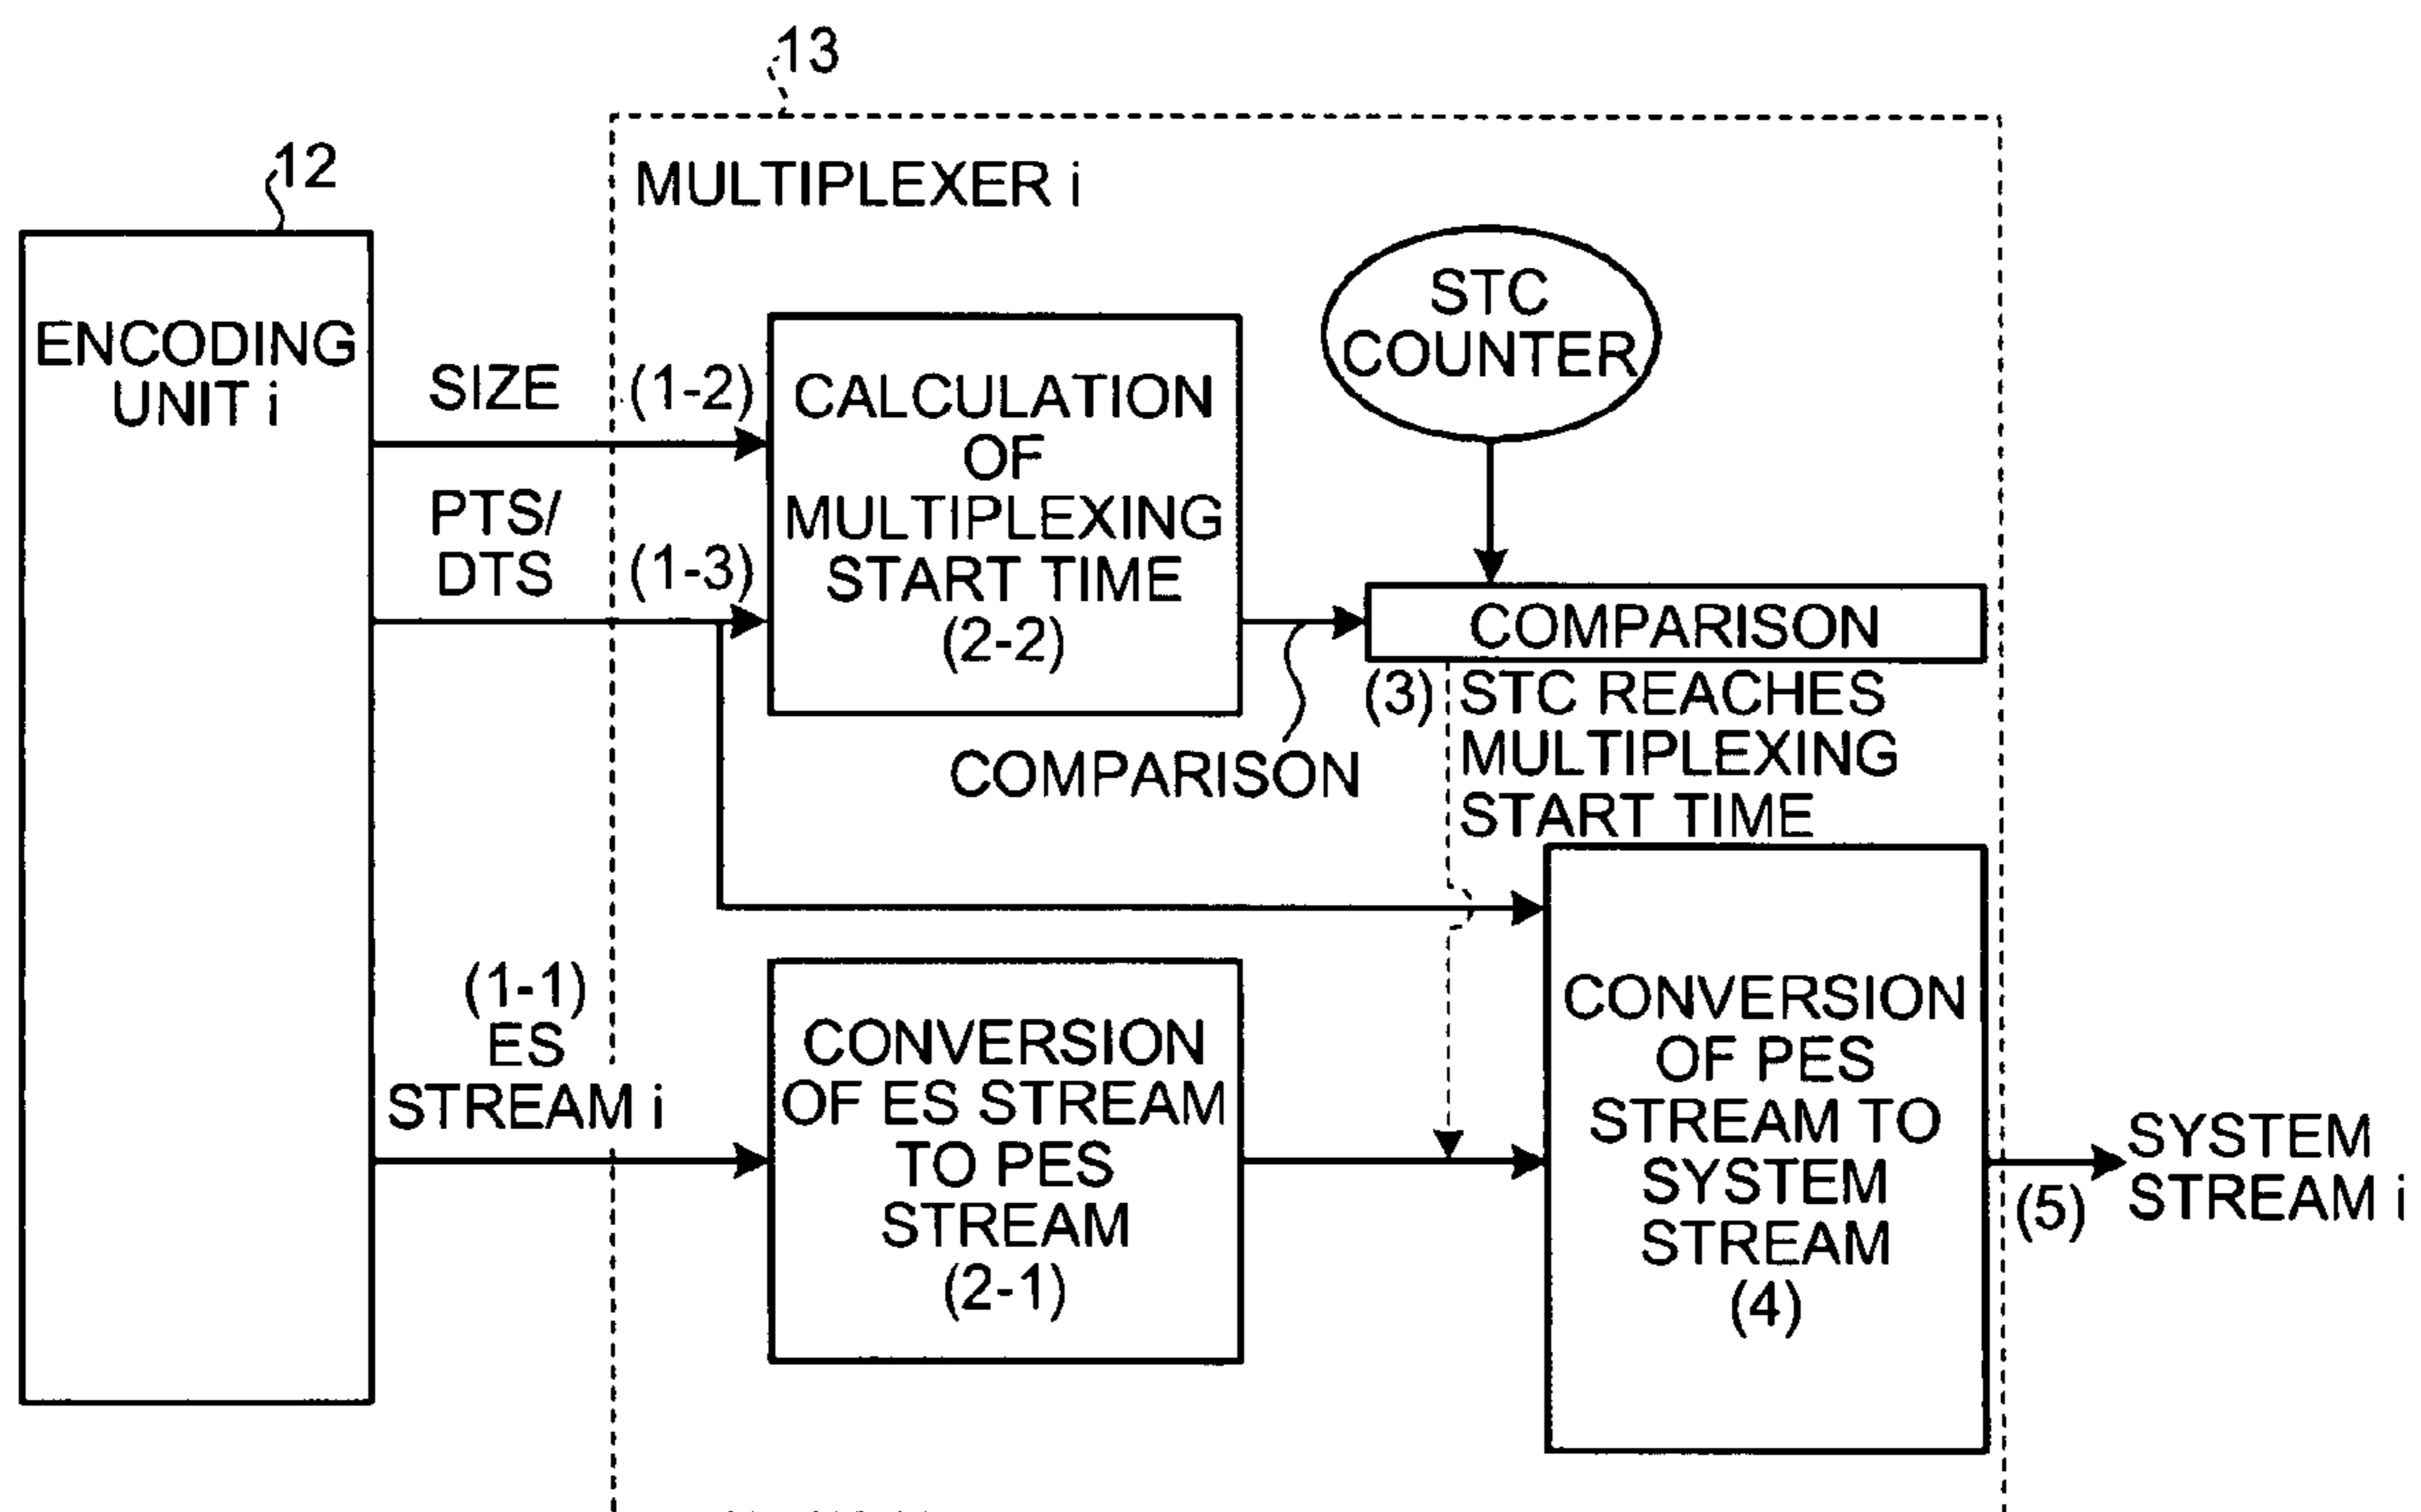 13
12
MULTIPLEXER i
ENCODING
UNIT i
SIZE
(1-2)
PTS/
DTS
(1-3)
CALCULATION
OF
MULTIPLEXING
START TIME
(2-2)
STC
COUNTER
COMPARISON
COMPARISON
(3)
STC REACHES
MULTIPLEXING
START TIME
(1-1)
ES
STREAM i
CONVERSION
OF ES STREAM
TO PES
STREAM
(2-1)
CONVERSION
OF PES
STREAM TO
SYSTEM
STREAM
(4)
(5)
SYSTEM
STREAM i